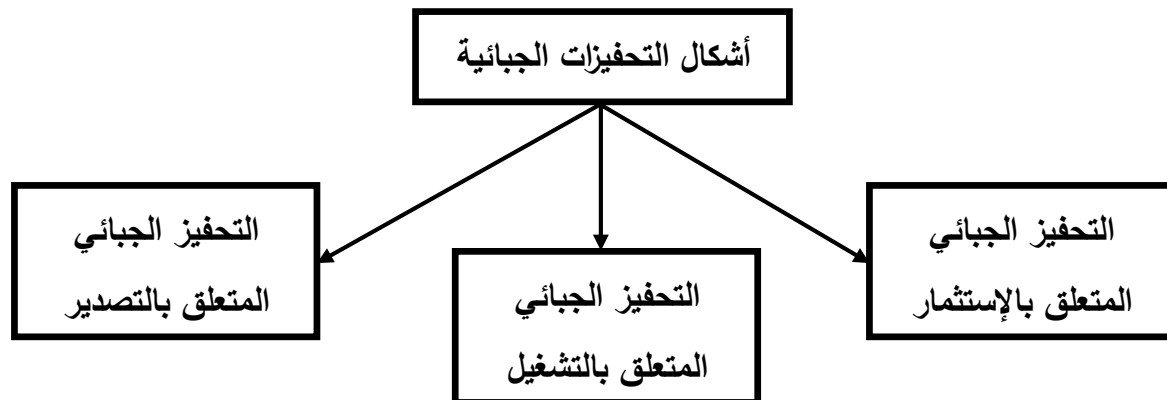 أشكال التحفيزات الجبائية
التحفيز الجبائي
المتعلق بالإستثمار
التحفيز الجبائي
المتعلق بالتشغيل
التحفيز الجبائي
المتعلق بالتصدير